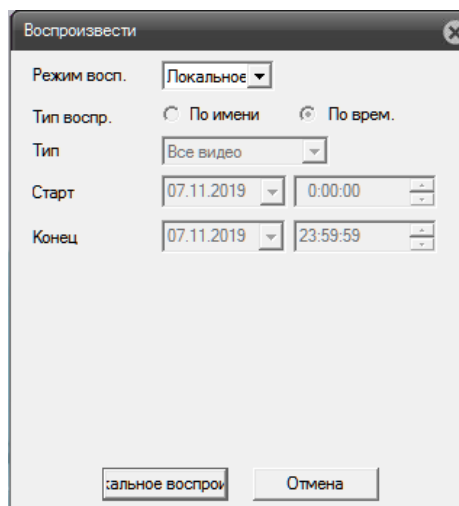 Воспроизвести
Режим восп. Локальное
Тип воспр. По имени По врем.
Тип Все видео
Старт 07.11.2019 0:00:00
Конец 07.11.2019 23:59:59
кальное воспрои Отмена